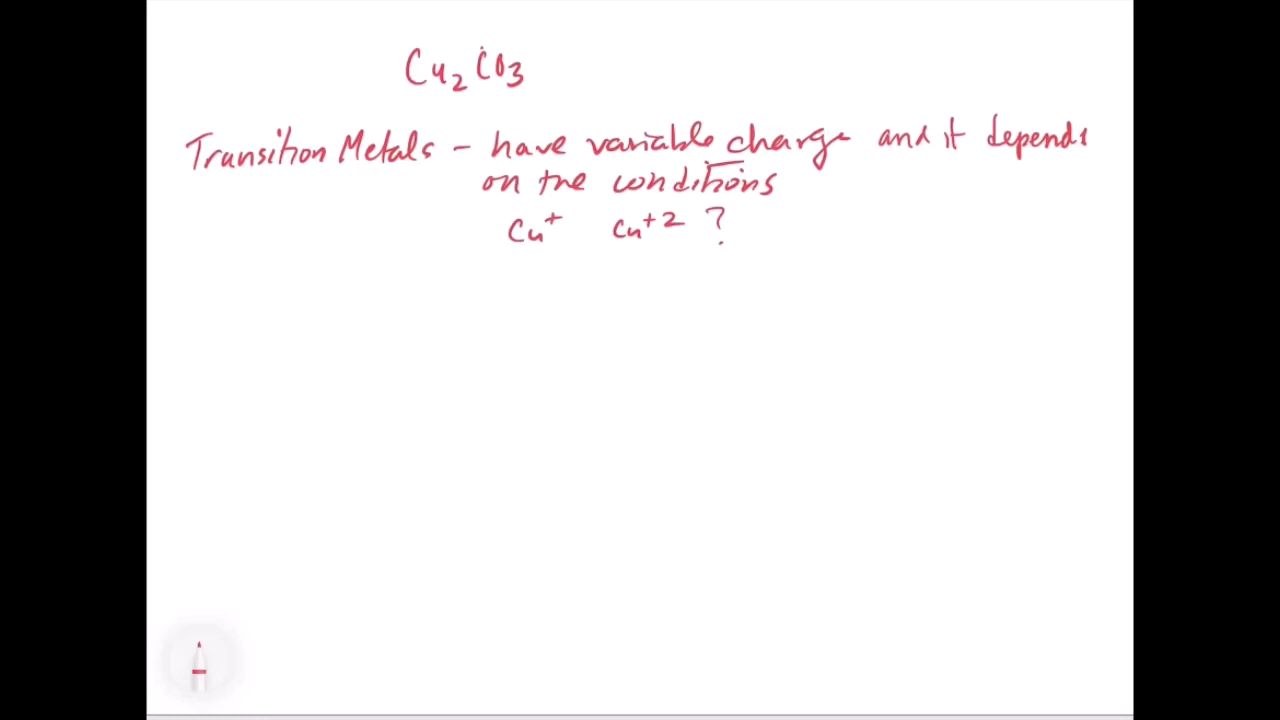 Cu₂CO₃
Transition Metals - have variable charge and it depends
on the conditions
Cu⁺ Cu⁺² ?